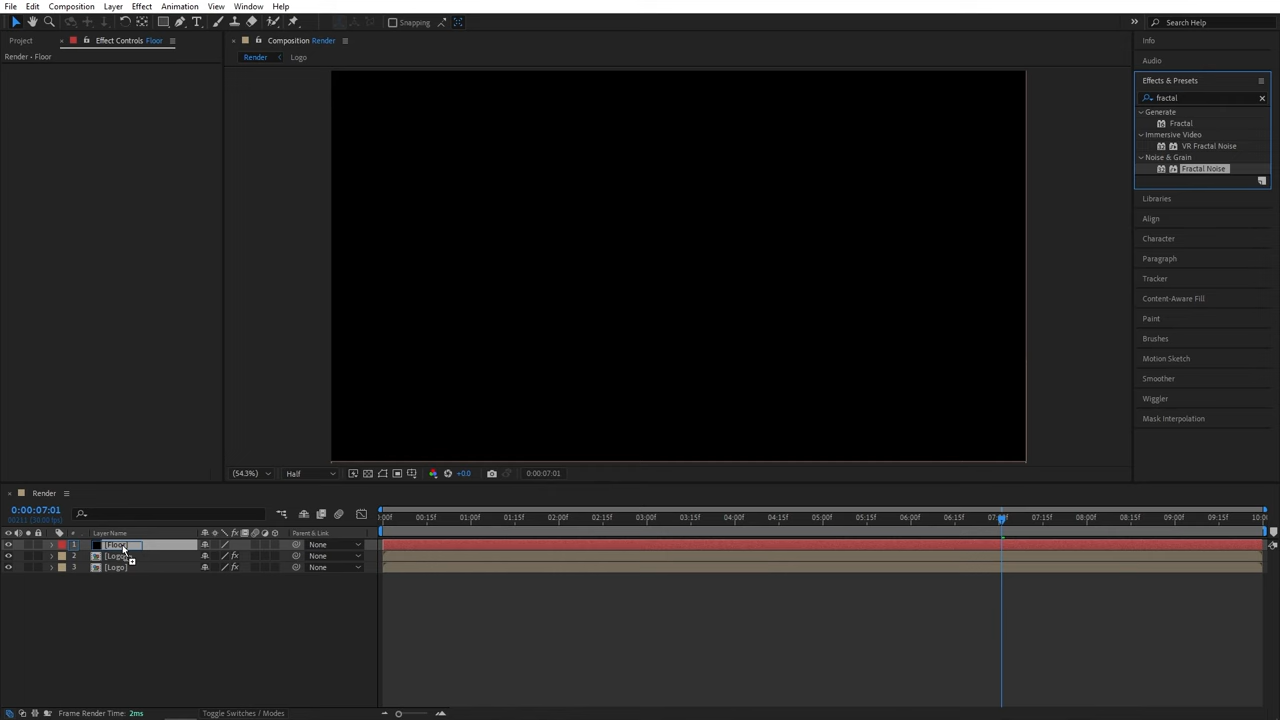 File Edit Composition Layer Effect Animation View Window Help
Snapping
Search Help
Project
Effect Controls Floor
Composition Render
Info
Render • Floor
Render
Logo
Audio
Effects & Presets
fractal
Generate
Fractal
Immersive Video
VR Fractal Noise
Noise & Grain
Fractal Noise
Libraries
Align
Character
Paragraph
Tracker
Content-Aware Fill
Paint
Brushes
Motion Sketch
Smoother
Wiggler
Mask Interpolation
(54.3%)
Half
+0.0
0:00:07:01
Render
0:00:07:01
00211 (30.00 fps)
:00f 00:15f 01:00f 01:15f 02:00f 02:15f 03:00f 03:15f 04:00f 04:15f 05:00f 05:15f 06:00f 06:15f 07:00f 07:15f 08:00f 08:15f 09:00f 09:15f 10:0
# Layer Name
fx
Parent & Link
1 [Floor] None
2 [Logo] fx None
3 [Logo] fx None
Frame Render Time: 2ms
Toggle Switches / Modes